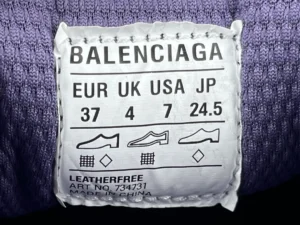 BALENCIAGA
EUR UK USA JP
37 4 7 24.5
LEATHERFREE
ART NO. 734731
MADE IN CHINA